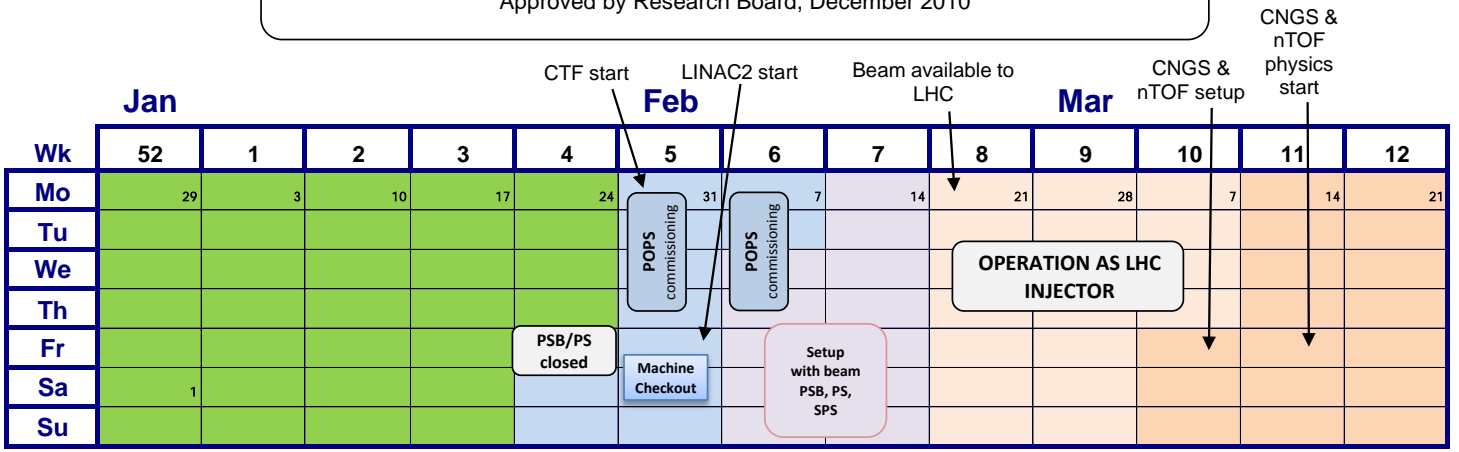 Approved by Research Board, December 2010
CNGS &
nTOF
physics
start
CTF start
LINAC2 start
Beam available to
LHC
CNGS &
nTOF setup
Jan
Feb
Mar
Wk 52 1 2 3 4 5 6 7 8 9 10 11 12
Mo 29 3 10 17 24 31 7 14 21 28 7 14 21
Tu
We
Th
Fr
Sa 1
Su
POPS
commissioning
POPS
commissioning
OPERATION AS LHC
INJECTOR
PSB/PS
closed
Machine
Checkout
Setup
with beam
PSB, PS,
SPS